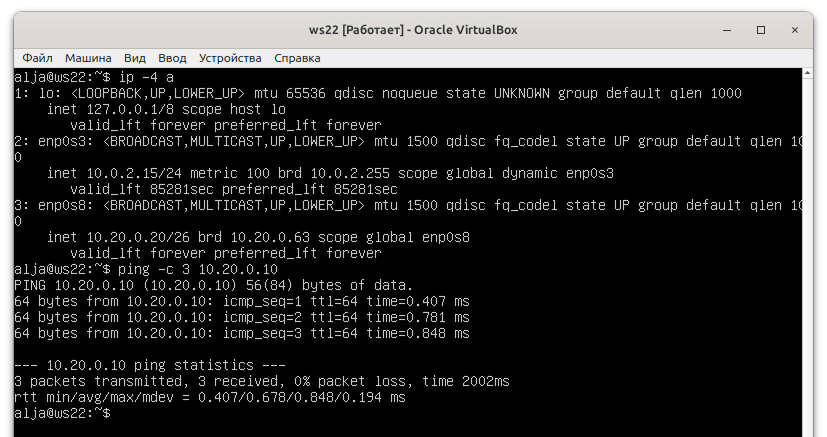 ws22 [Работает] - Oracle VirtualBox
Файл Машина Вид Ввод Устройства Справка
alja@ws22:~$ ip -4 a
1: lo: <LOOPBACK,UP,LOWER_UP> mtu 65536 qdisc noqueue state UNKNOWN group default qlen 1000
    inet 127.0.0.1/8 scope host lo
       valid_lft forever preferred_lft forever
2: enp0s3: <BROADCAST,MULTICAST,UP,LOWER_UP> mtu 1500 qdisc fq_codel state UP group default qlen 100
0
    inet 10.0.2.15/24 metric 100 brd 10.0.2.255 scope global dynamic enp0s3
       valid_lft 85281sec preferred_lft 85281sec
3: enp0s8: <BROADCAST,MULTICAST,UP,LOWER_UP> mtu 1500 qdisc fq_codel state UP group default qlen 100
0
    inet 10.20.0.20/26 brd 10.20.0.63 scope global enp0s8
       valid_lft forever preferred_lft forever
alja@ws22:~$ ping -c 3 10.20.0.10
PING 10.20.0.10 (10.20.0.10) 56(84) bytes of data.
64 bytes from 10.20.0.10: icmp_seq=1 ttl=64 time=0.407 ms
64 bytes from 10.20.0.10: icmp_seq=2 ttl=64 time=0.781 ms
64 bytes from 10.20.0.10: icmp_seq=3 ttl=64 time=0.848 ms
--- 10.20.0.10 ping statistics ---
3 packets transmitted, 3 received, 0% packet loss, time 2002ms
rtt min/avg/max/mdev = 0.407/0.678/0.848/0.194 ms
alja@ws22:~$